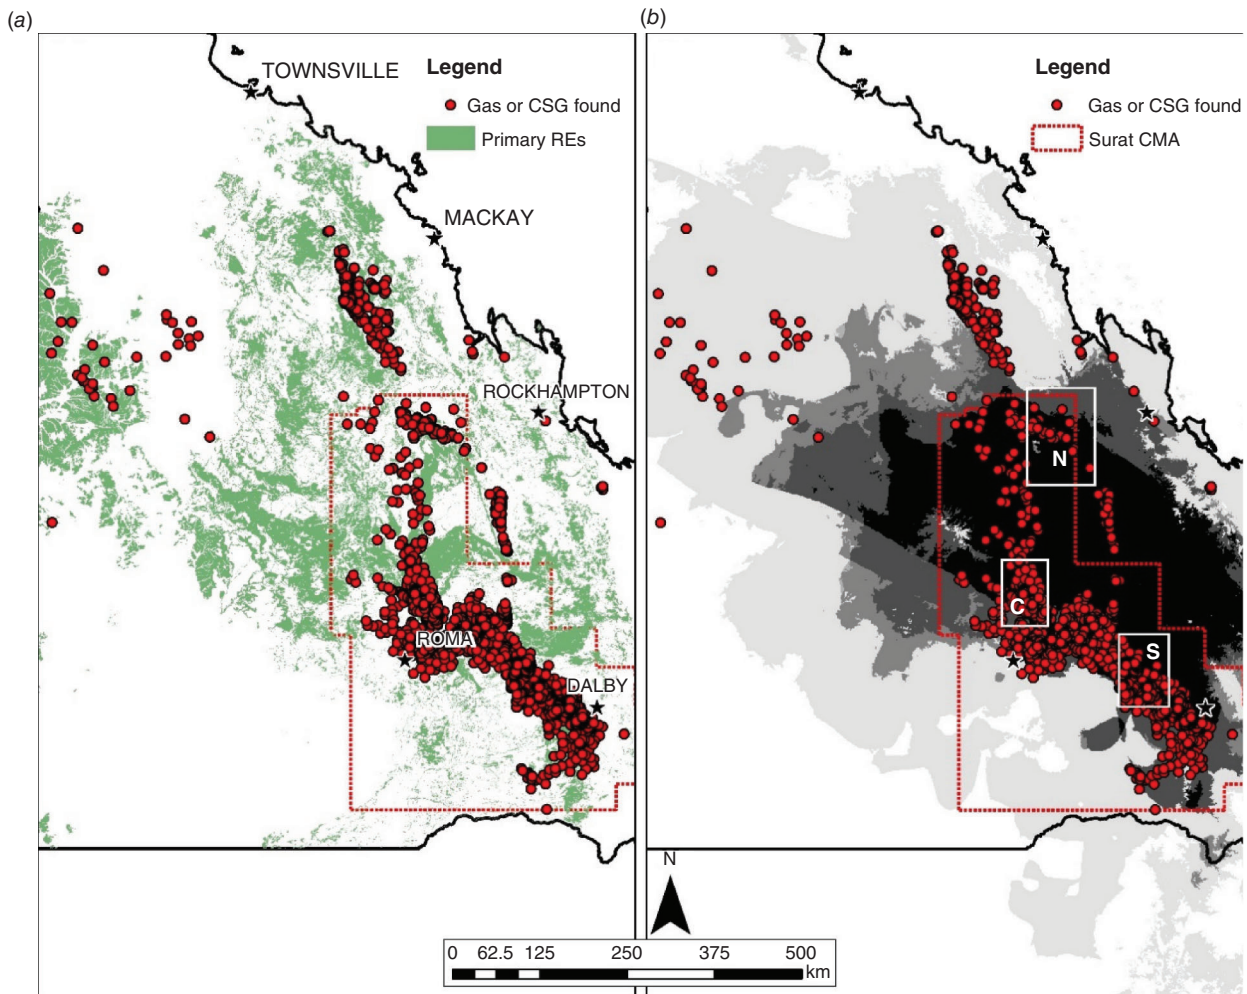 (a)
TOWNSVILLE
Legend
Gas or CSG found
Primary REs
MACKAY
ROCKHAMPTON
ROMA
DALBY
(b)
Legend
Gas or CSG found
Surat CMA
N
C
S
N
0 62.5 125 250 375 500
km